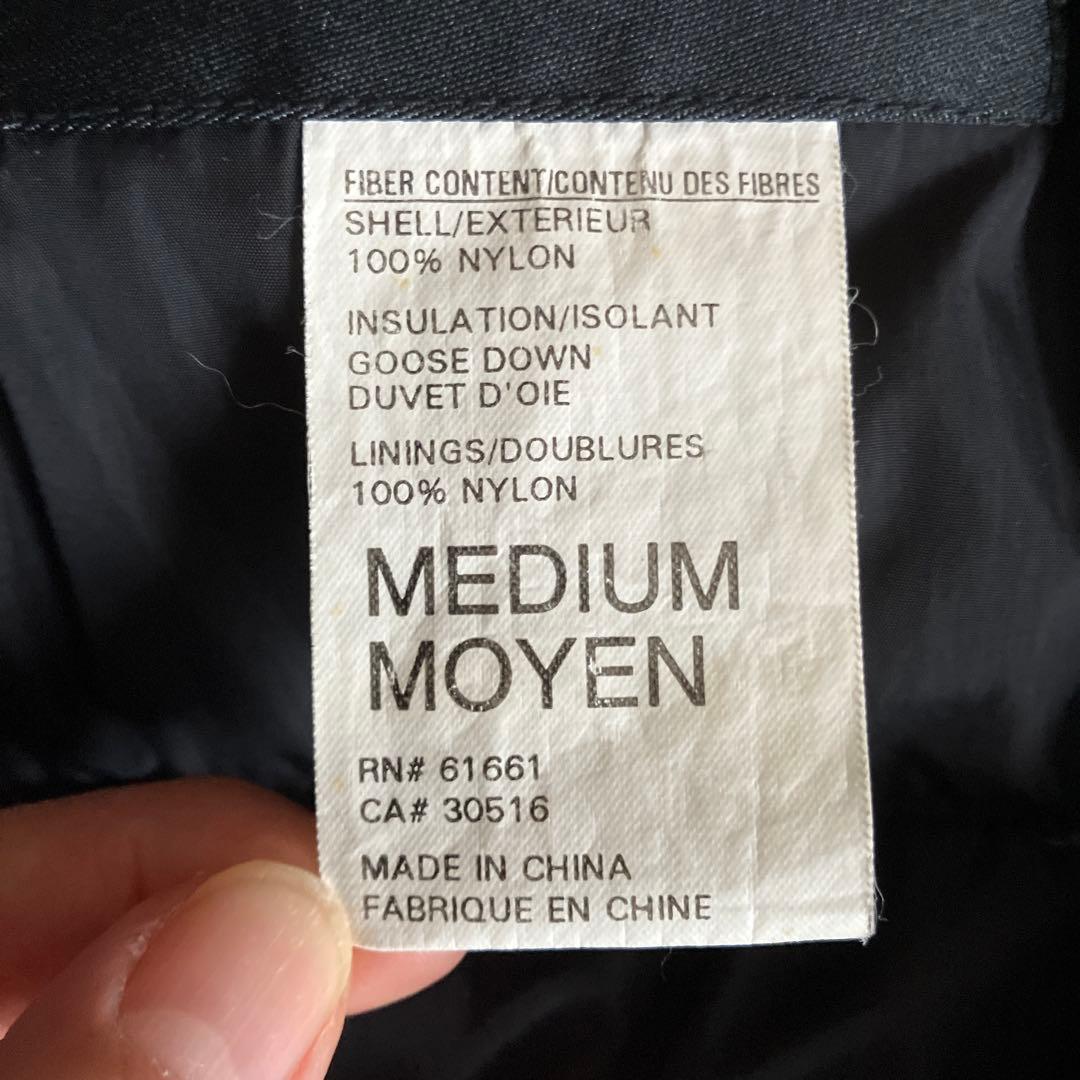 FIBER CONTENT/CONTENU DES FIBRES
SHELL/EXTERIEUR
100% NYLON
INSULATION/ISOLANT
GOOSE DOWN
DUVET D'OIE
LININGS/DOUBLURES
100% NYLON
MEDIUM
MOYEN
RN# 61661
CA# 30516
MADE IN CHINA
FABRIQUE EN CHINE